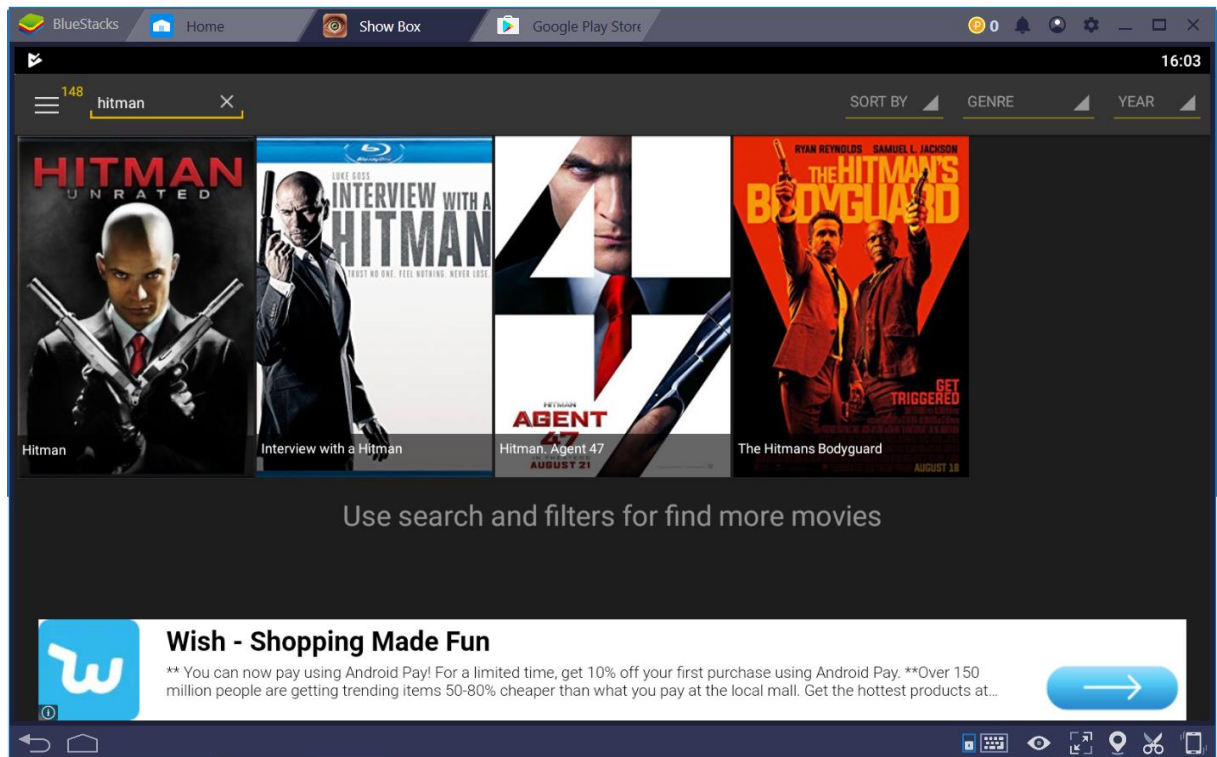 BlueStacks
Home
Show Box
Google Play Store
0
16:03
148
hitman
SORT BY
GENRE
YEAR
HITMAN
UNRATED
Hitman
Blu-ray Disc
LUKE GOSS
INTERVIEW WITH A
HITMAN
TRUST NO ONE. FEEL NOTHING. NEVER LOSE.
Interview with a Hitman
HITMAN
AGENT
47
IN THEATERS
AUGUST 21
Hitman. Agent 47
RYAN REYNOLDS SAMUEL L. JACKSON
THE HITMAN'S
BODYGUARD
GET
TRIGGERED
The Hitmans Bodyguard
AUGUST 18
Use search and filters for find more movies
Wish - Shopping Made Fun
** You can now pay using Android Pay! For a limited time, get 10% off your first purchase using Android Pay. **Over 150
million people are getting trending items 50-80% cheaper than what you pay at the local mall. Get the hottest products at...